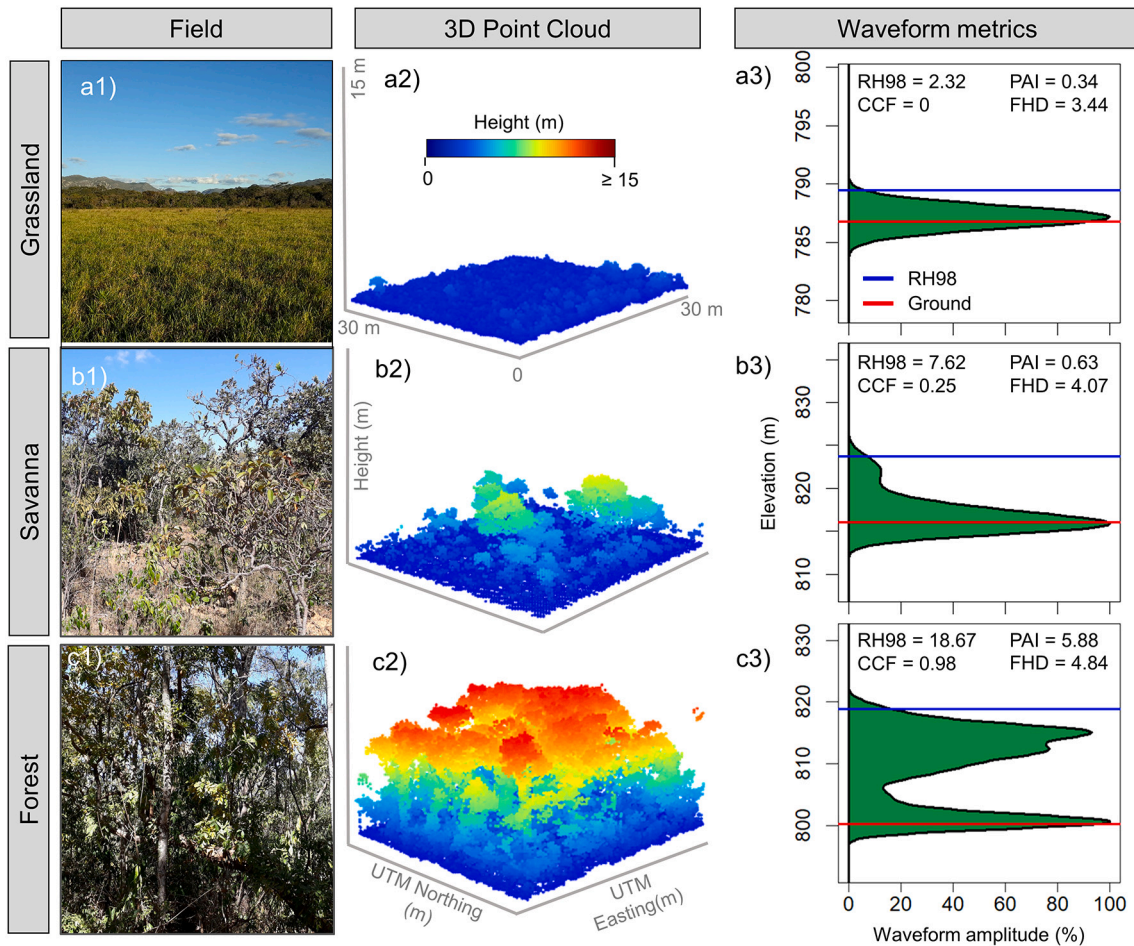 Field
3D Point Cloud
Waveform metrics
Grassland
a1)
a2)
15 m
Height (m)
0
≥ 15
30 m
30 m
0
a3)
RH98 = 2.32 PAI = 0.34
CCF = 0 FHD = 3.44
800
795
790
785
780
RH98
Ground
Savanna
b1)
b2)
Height (m)
b3)
RH98 = 7.62 PAI = 0.63
CCF = 0.25 FHD = 4.07
Elevation (m)
830
820
810
Forest
c1)
c2)
UTM Northing
(m)
UTM
Easting(m)
c3)
RH98 = 18.67 PAI = 5.88
CCF = 0.98 FHD = 4.84
830
820
810
800
0 20 40 60 80 100
Waveform amplitude (%)